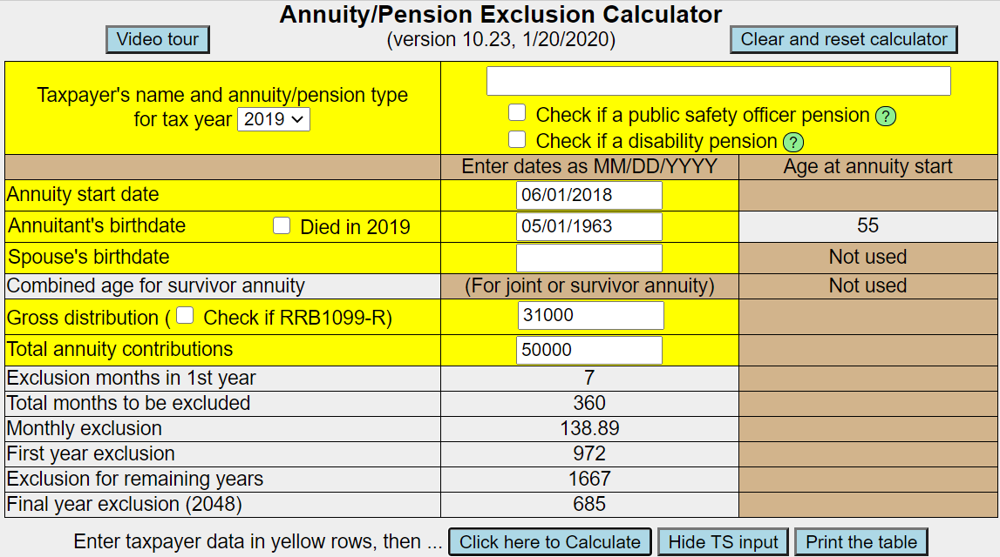 Annuity/Pension Exclusion Calculator
Video tour
(version 10.23, 1/20/2020)
Clear and reset calculator
Taxpayer's name and annuity/pension type
for tax year 2019
Check if a public safety officer pension ?
Check if a disability pension ?
Enter dates as MM/DD/YYYY Age at annuity start
Annuity start date 06/01/2018
Annuitant's birthdate Died in 2019 05/01/1963 55
Spouse's birthdate Not used
Combined age for survivor annuity (For joint or survivor annuity) Not used
Gross distribution ( Check if RRB1099-R) 31000
Total annuity contributions 50000
Exclusion months in 1st year 7
Total months to be excluded 360
Monthly exclusion 138.89
First year exclusion 972
Exclusion for remaining years 1667
Final year exclusion (2048) 685
Enter taxpayer data in yellow rows, then ... Click here to Calculate Hide TS input Print the table